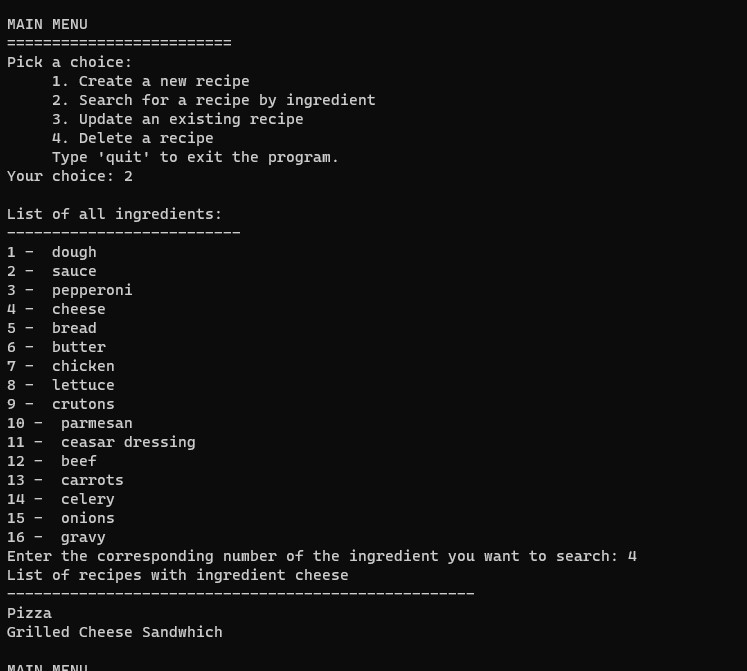 MAIN MENU
=========================
Pick a choice:
     1. Create a new recipe
     2. Search for a recipe by ingredient
     3. Update an existing recipe
     4. Delete a recipe
     Type 'quit' to exit the program.
Your choice: 2

List of all ingredients:
--------------------------
1 -  dough
2 -  sauce
3 -  pepperoni
4 -  cheese
5 -  bread
6 -  butter
7 -  chicken
8 -  lettuce
9 -  crutons
10 -  parmesan
11 -  ceasar dressing
12 -  beef
13 -  carrots
14 -  celery
15 -  onions
16 -  gravy
Enter the corresponding number of the ingredient you want to search: 4
List of recipes with ingredient cheese
----------------------------------------------------
Pizza
Grilled Cheese Sandwhich

MAIN MENU